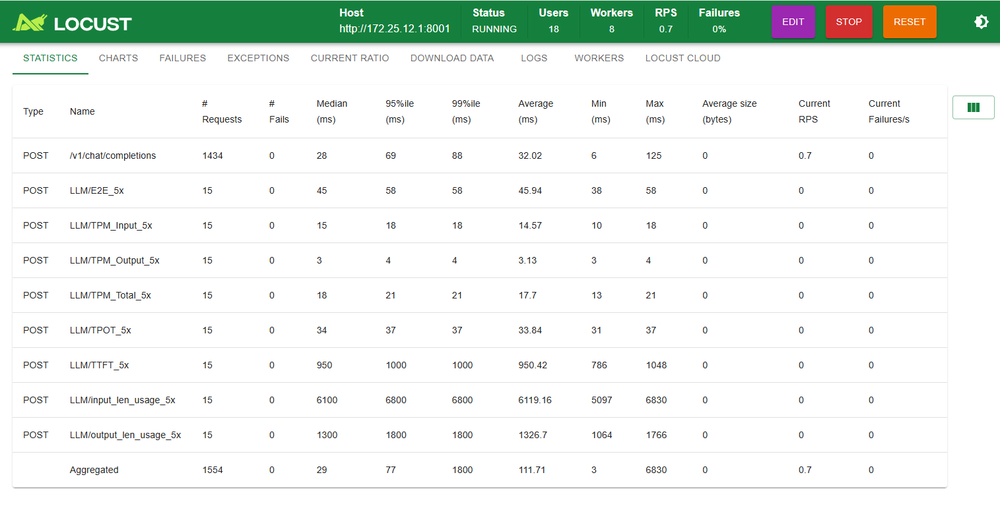 LOCUST
Host
http://172.25.12.1:8001
Status
RUNNING
Users
18
Workers
8
RPS
0.7
Failures
0%
EDIT
STOP
RESET
STATISTICS CHARTS FAILURES EXCEPTIONS CURRENT RATIO DOWNLOAD DATA LOGS WORKERS LOCUST CLOUD
Type Name # Requests # Fails Median (ms) 95%ile (ms) 99%ile (ms) Average (ms) Min (ms) Max (ms) Average size (bytes) Current RPS Current Failures/s
POST /v1/chat/completions 1434 0 28 69 88 32.02 6 125 0 0.7 0
POST LLM/E2E_5x 15 0 45 58 58 45.94 38 58 0 0 0
POST LLM/TPM_Input_5x 15 0 15 18 18 14.57 10 18 0 0 0
POST LLM/TPM_Output_5x 15 0 3 4 4 3.13 3 4 0 0 0
POST LLM/TPM_Total_5x 15 0 18 21 21 17.7 13 21 0 0 0
POST LLM/TPOT_5x 15 0 34 37 37 33.84 31 37 0 0 0
POST LLM/TTFT_5x 15 0 950 1000 1000 950.42 786 1048 0 0 0
POST LLM/input_len_usage_5x 15 0 6100 6800 6800 6119.16 5097 6830 0 0 0
POST LLM/output_len_usage_5x 15 0 1300 1800 1800 1326.7 1064 1766 0 0 0
Aggregated 1554 0 29 77 1800 111.71 3 6830 0 0.7 0